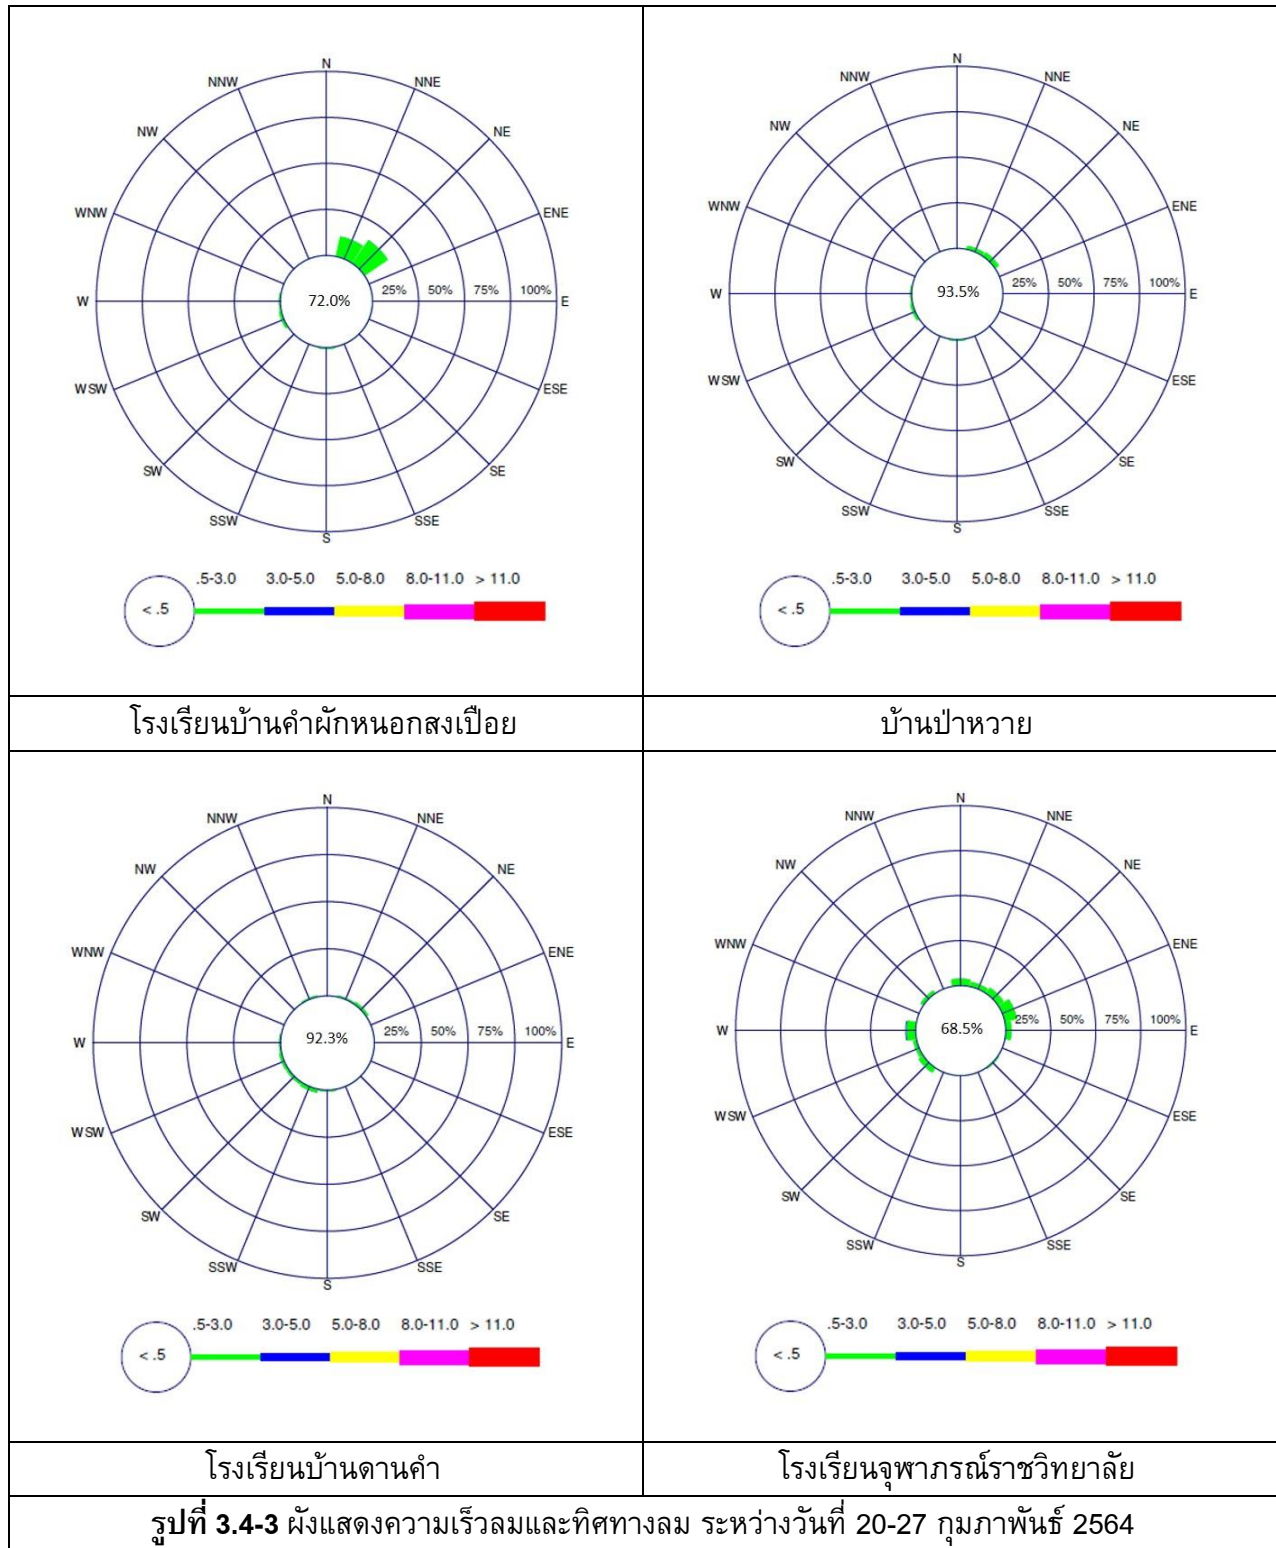 N
NNW NNE
NW NE
WNW ENE
W 72.0% 25% 50% 75% 100% E
WSW ESE
SW SE
SSW SSE
S
.5-3.0 3.0-5.0 5.0-8.0 8.0-11.0 > 11.0
< .5
โรงเรียนบ้านคำผักหนอกสงเปือย
N
NNW NNE
NW NE
WNW ENE
W 93.5% 25% 50% 75% 100% E
WSW ESE
SW SE
SSW SSE
S
.5-3.0 3.0-5.0 5.0-8.0 8.0-11.0 > 11.0
< .5
บ้านป่าหวาย
N
NNW NNE
NW NE
WNW ENE
W 92.3% 25% 50% 75% 100% E
WSW ESE
SW SE
SSW SSE
S
.5-3.0 3.0-5.0 5.0-8.0 8.0-11.0 > 11.0
< .5
โรงเรียนบ้านดานคำ
N
NNW NNE
NW NE
WNW ENE
W 68.5% 25% 50% 75% 100% E
WSW ESE
SW SE
SSW SSE
S
.5-3.0 3.0-5.0 5.0-8.0 8.0-11.0 > 11.0
< .5
โรงเรียนจุฬาภรณ์ราชวิทยาลัย
รูปที่ 3.4-3 ผังแสดงความเร็วลมและทิศทางลม ระหว่างวันที่ 20-27 กุมภาพันธ์ 2564